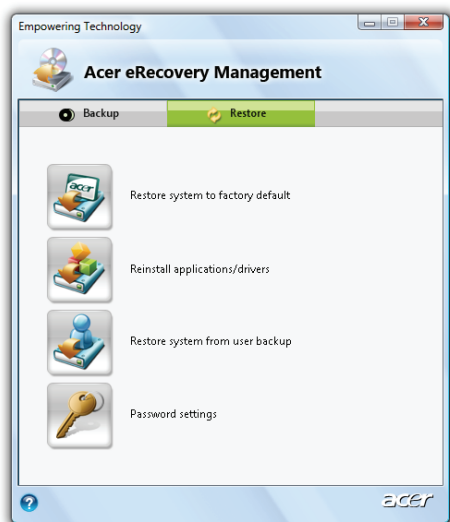 Empowering Technology
Acer eRecovery Management
Backup
Restore
acer
Restore system to factory default
Reinstall applications/drivers
Restore system from user backup
Password settings
?
acer